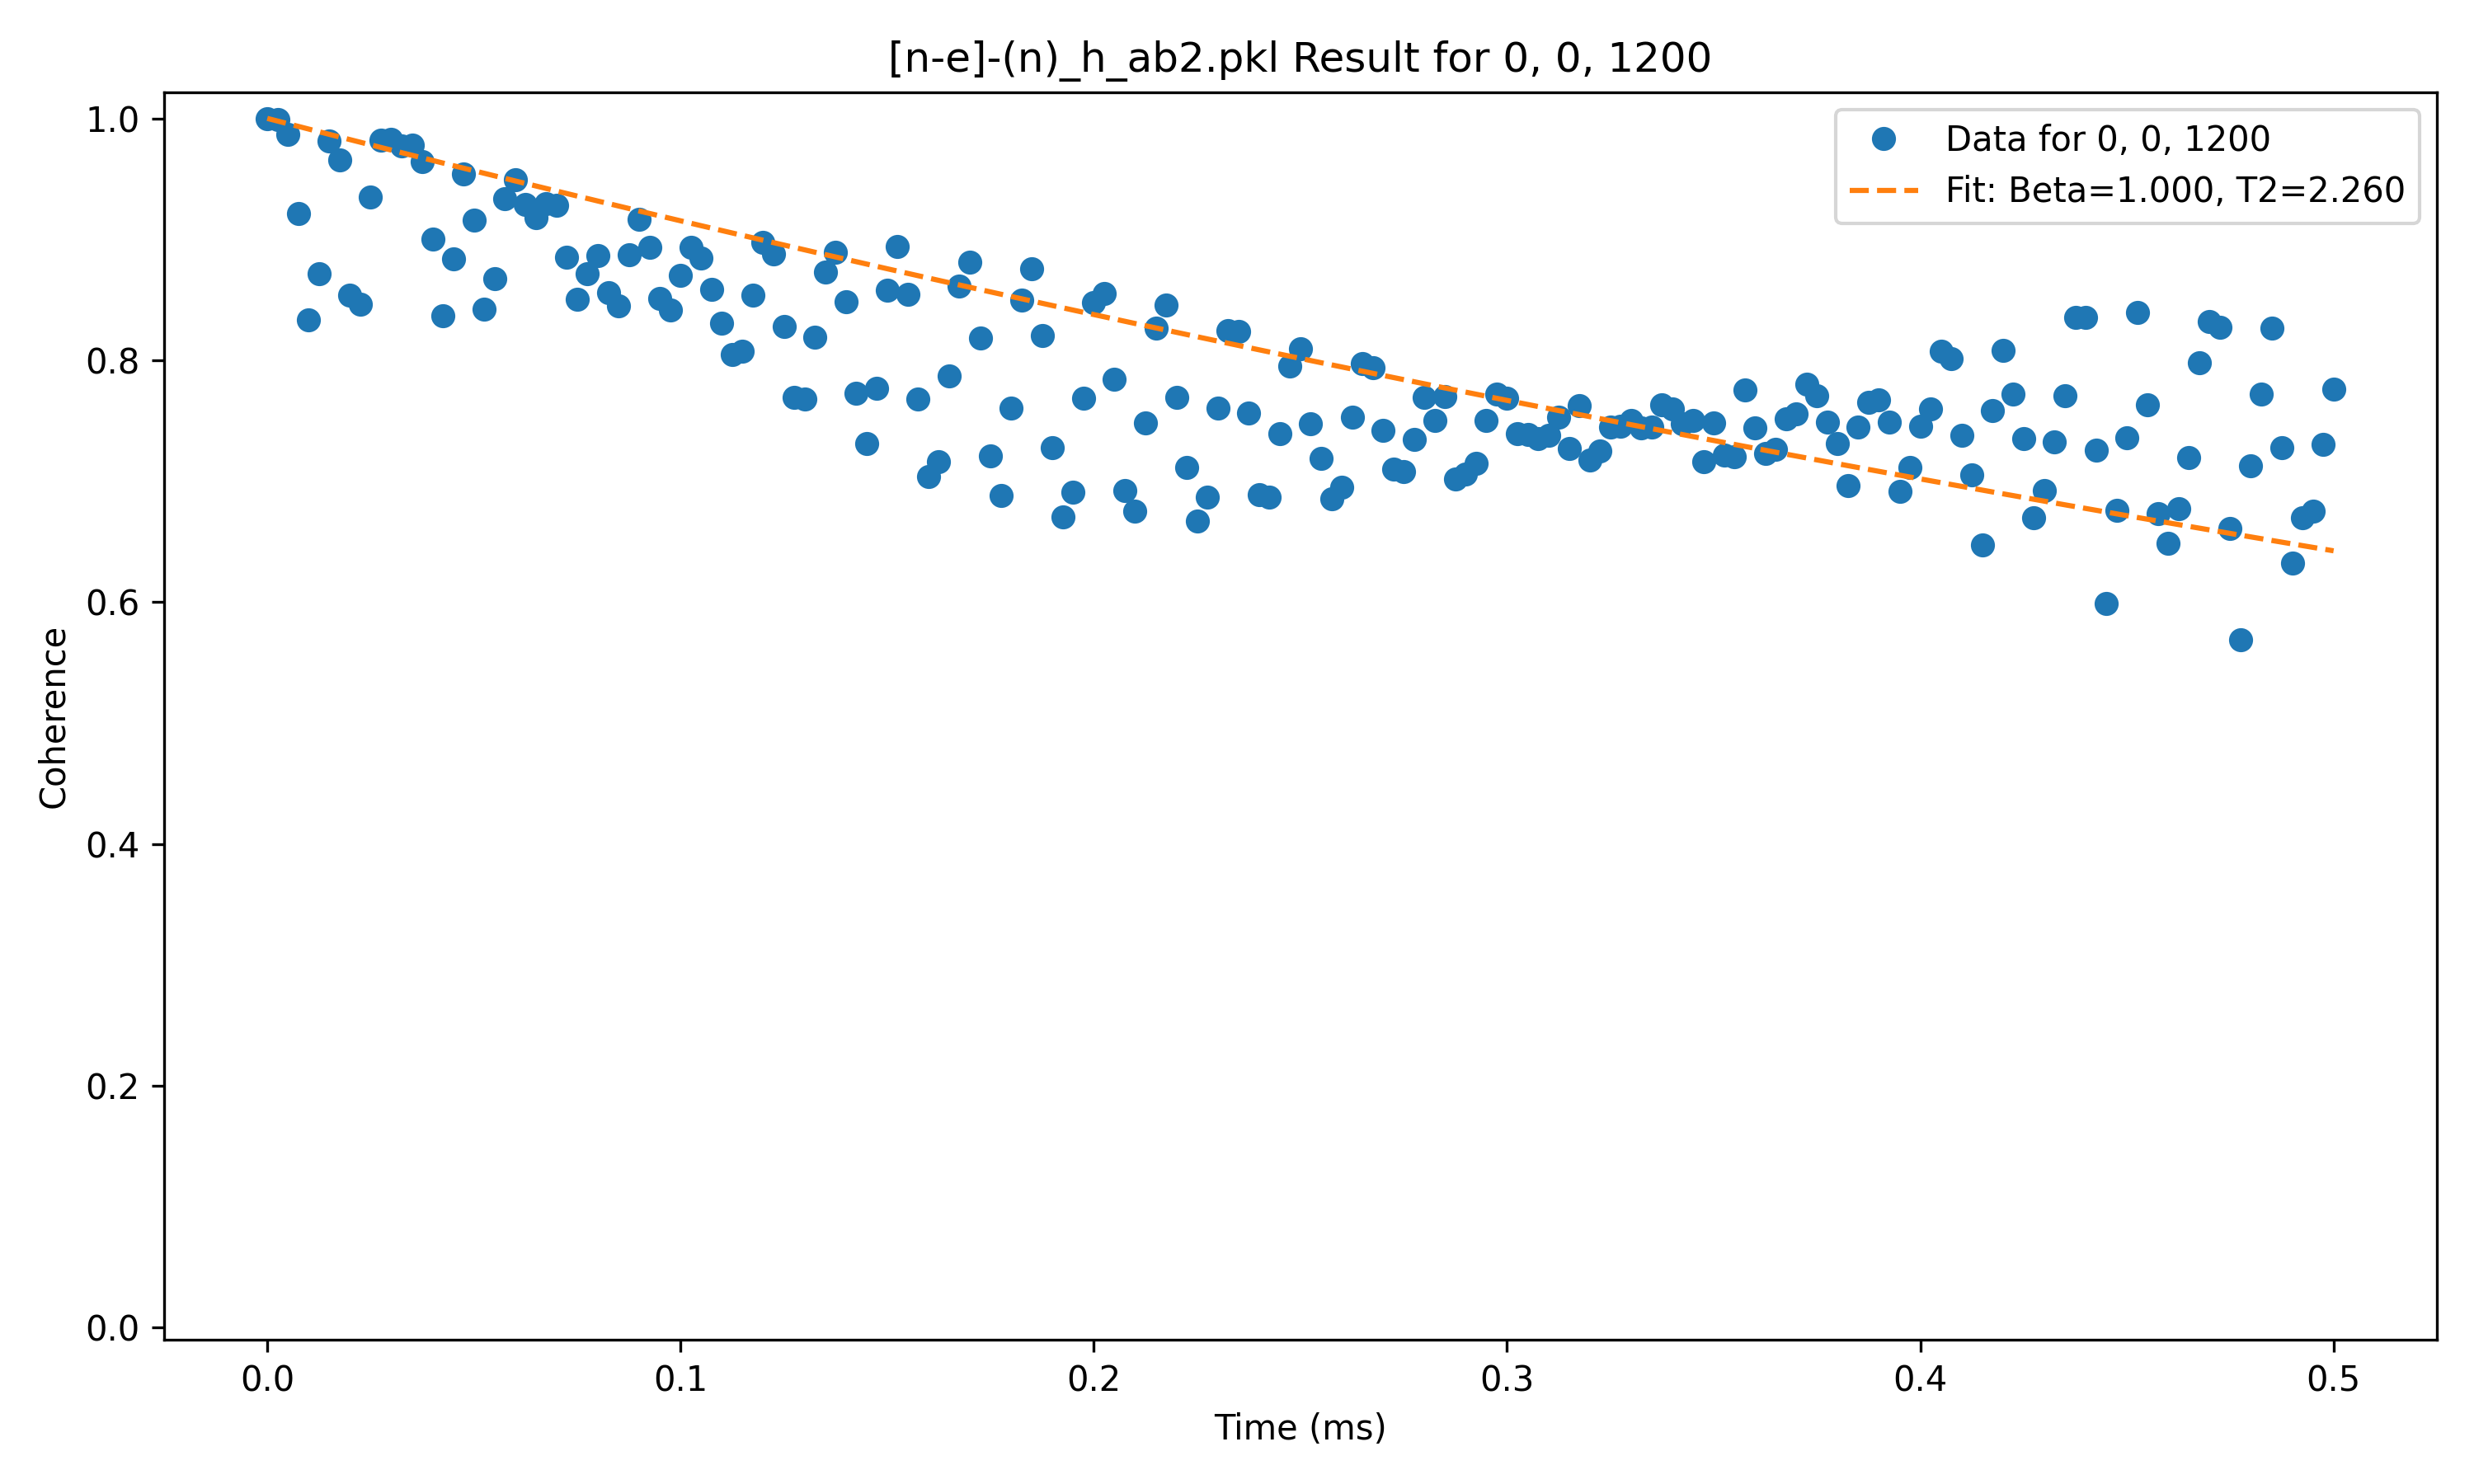 [n-e]-(n)_h_ab2.pkl Result for 0, 0, 1200
Data for 0, 0, 1200
Fit: Beta=1.000, T2=2.260
Coherence
1.0
0.8
0.6
0.4
0.2
0.0
0.0 0.1 0.2 0.3 0.4 0.5
Time (ms)